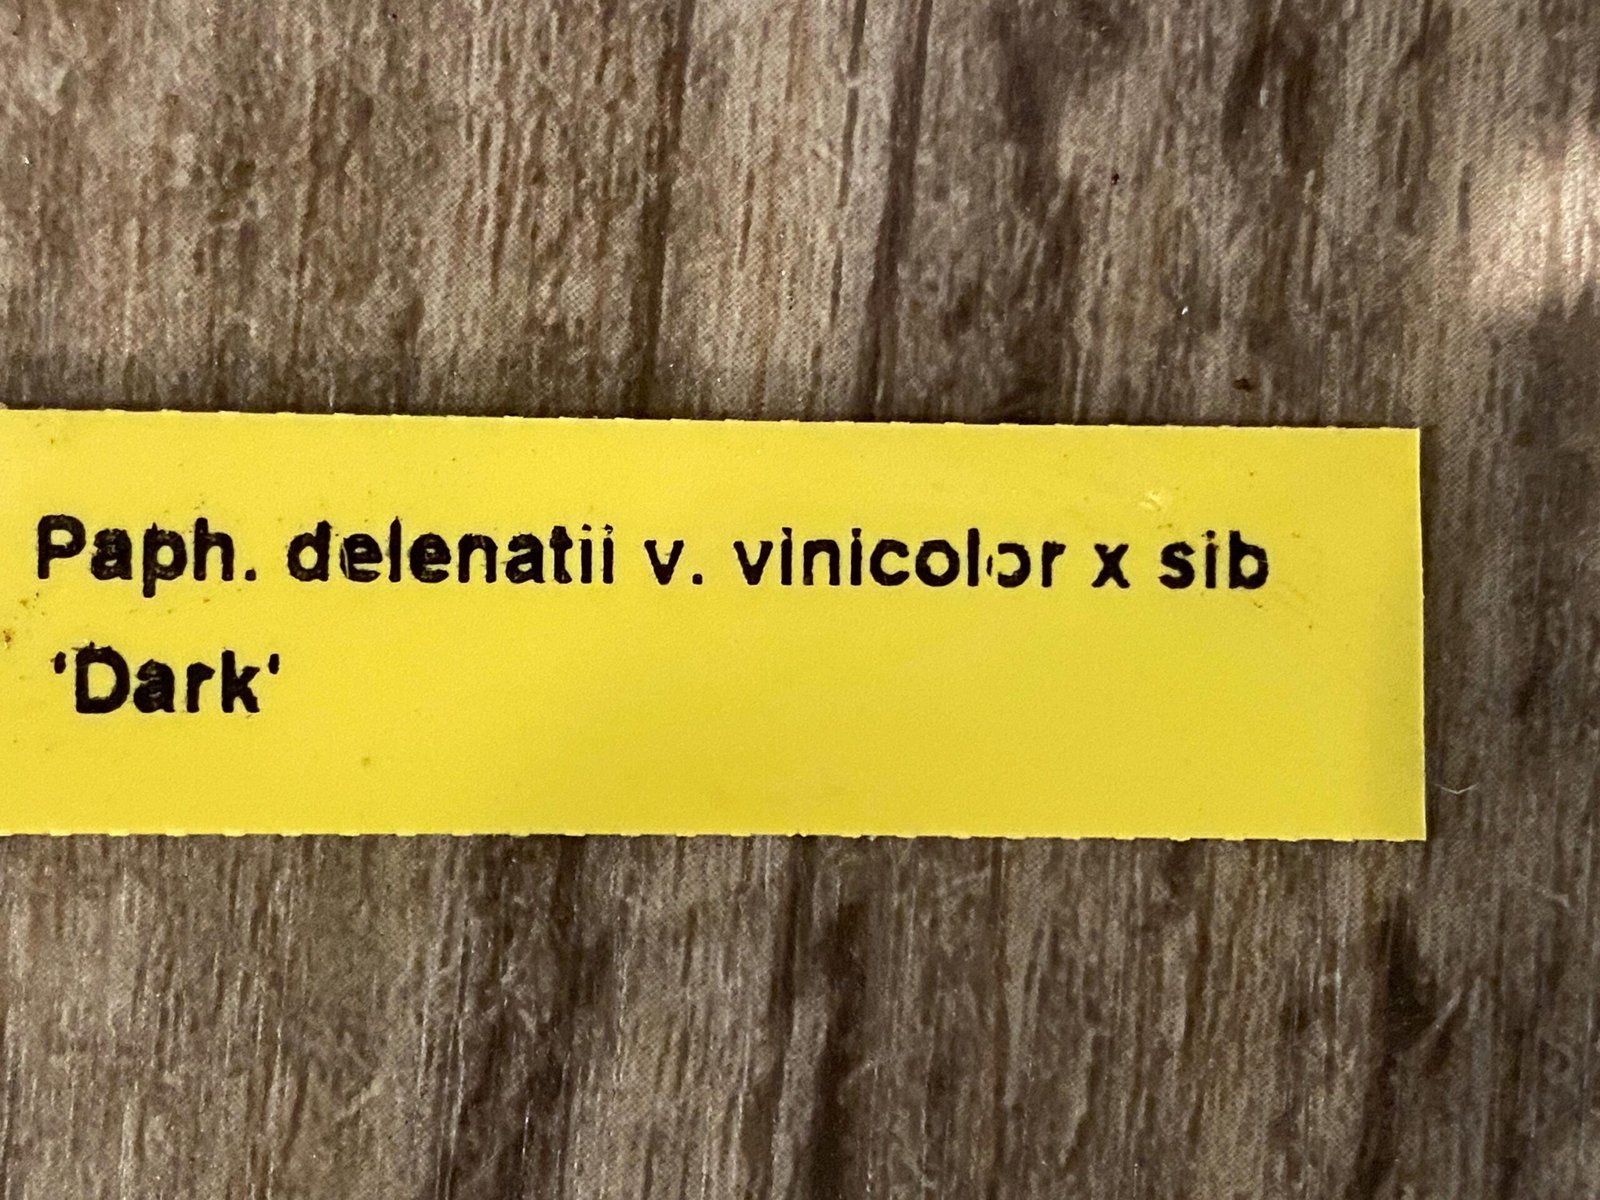 Paph. delenatii v. vinicolor x sib
'Dark'